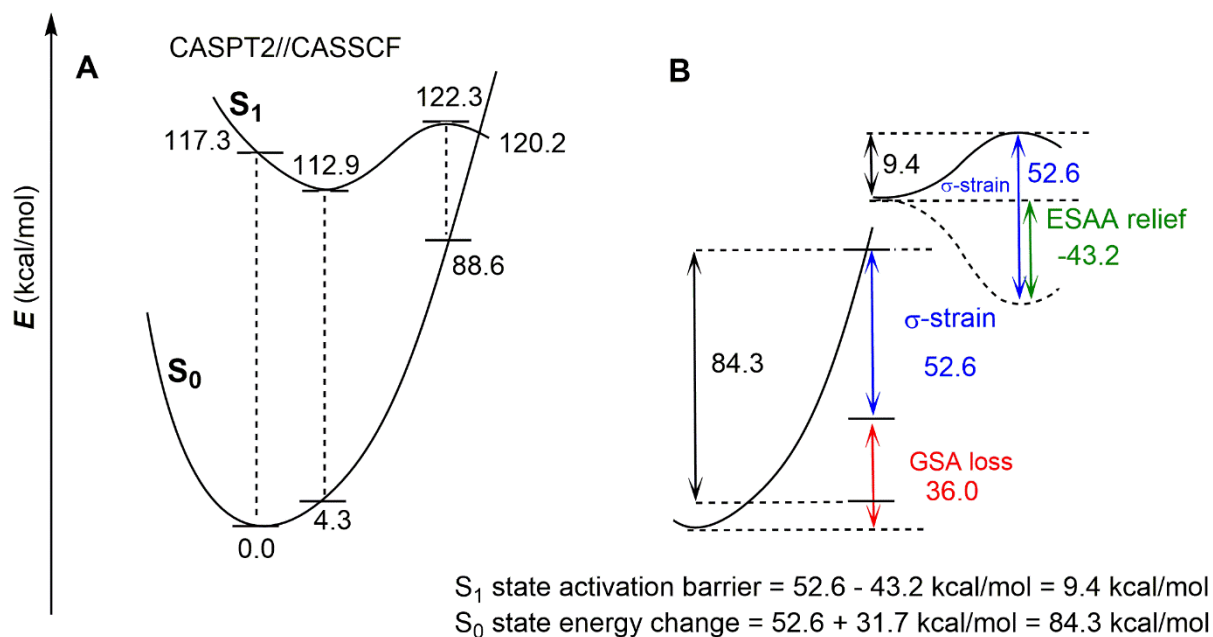 CASPT2//CASSCF
A
B
E (kcal/mol)
S₁
122.3
117.3
112.9
120.2
9.4
σ-strain
52.6
ESAA relief
-43.2
88.6
84.3
σ-strain
52.6
S₀
GSA loss
36.0
4.3
0.0
S₁ state activation barrier = 52.6 - 43.2 kcal/mol = 9.4 kcal/mol
S₀ state energy change = 52.6 + 31.7 kcal/mol = 84.3 kcal/mol